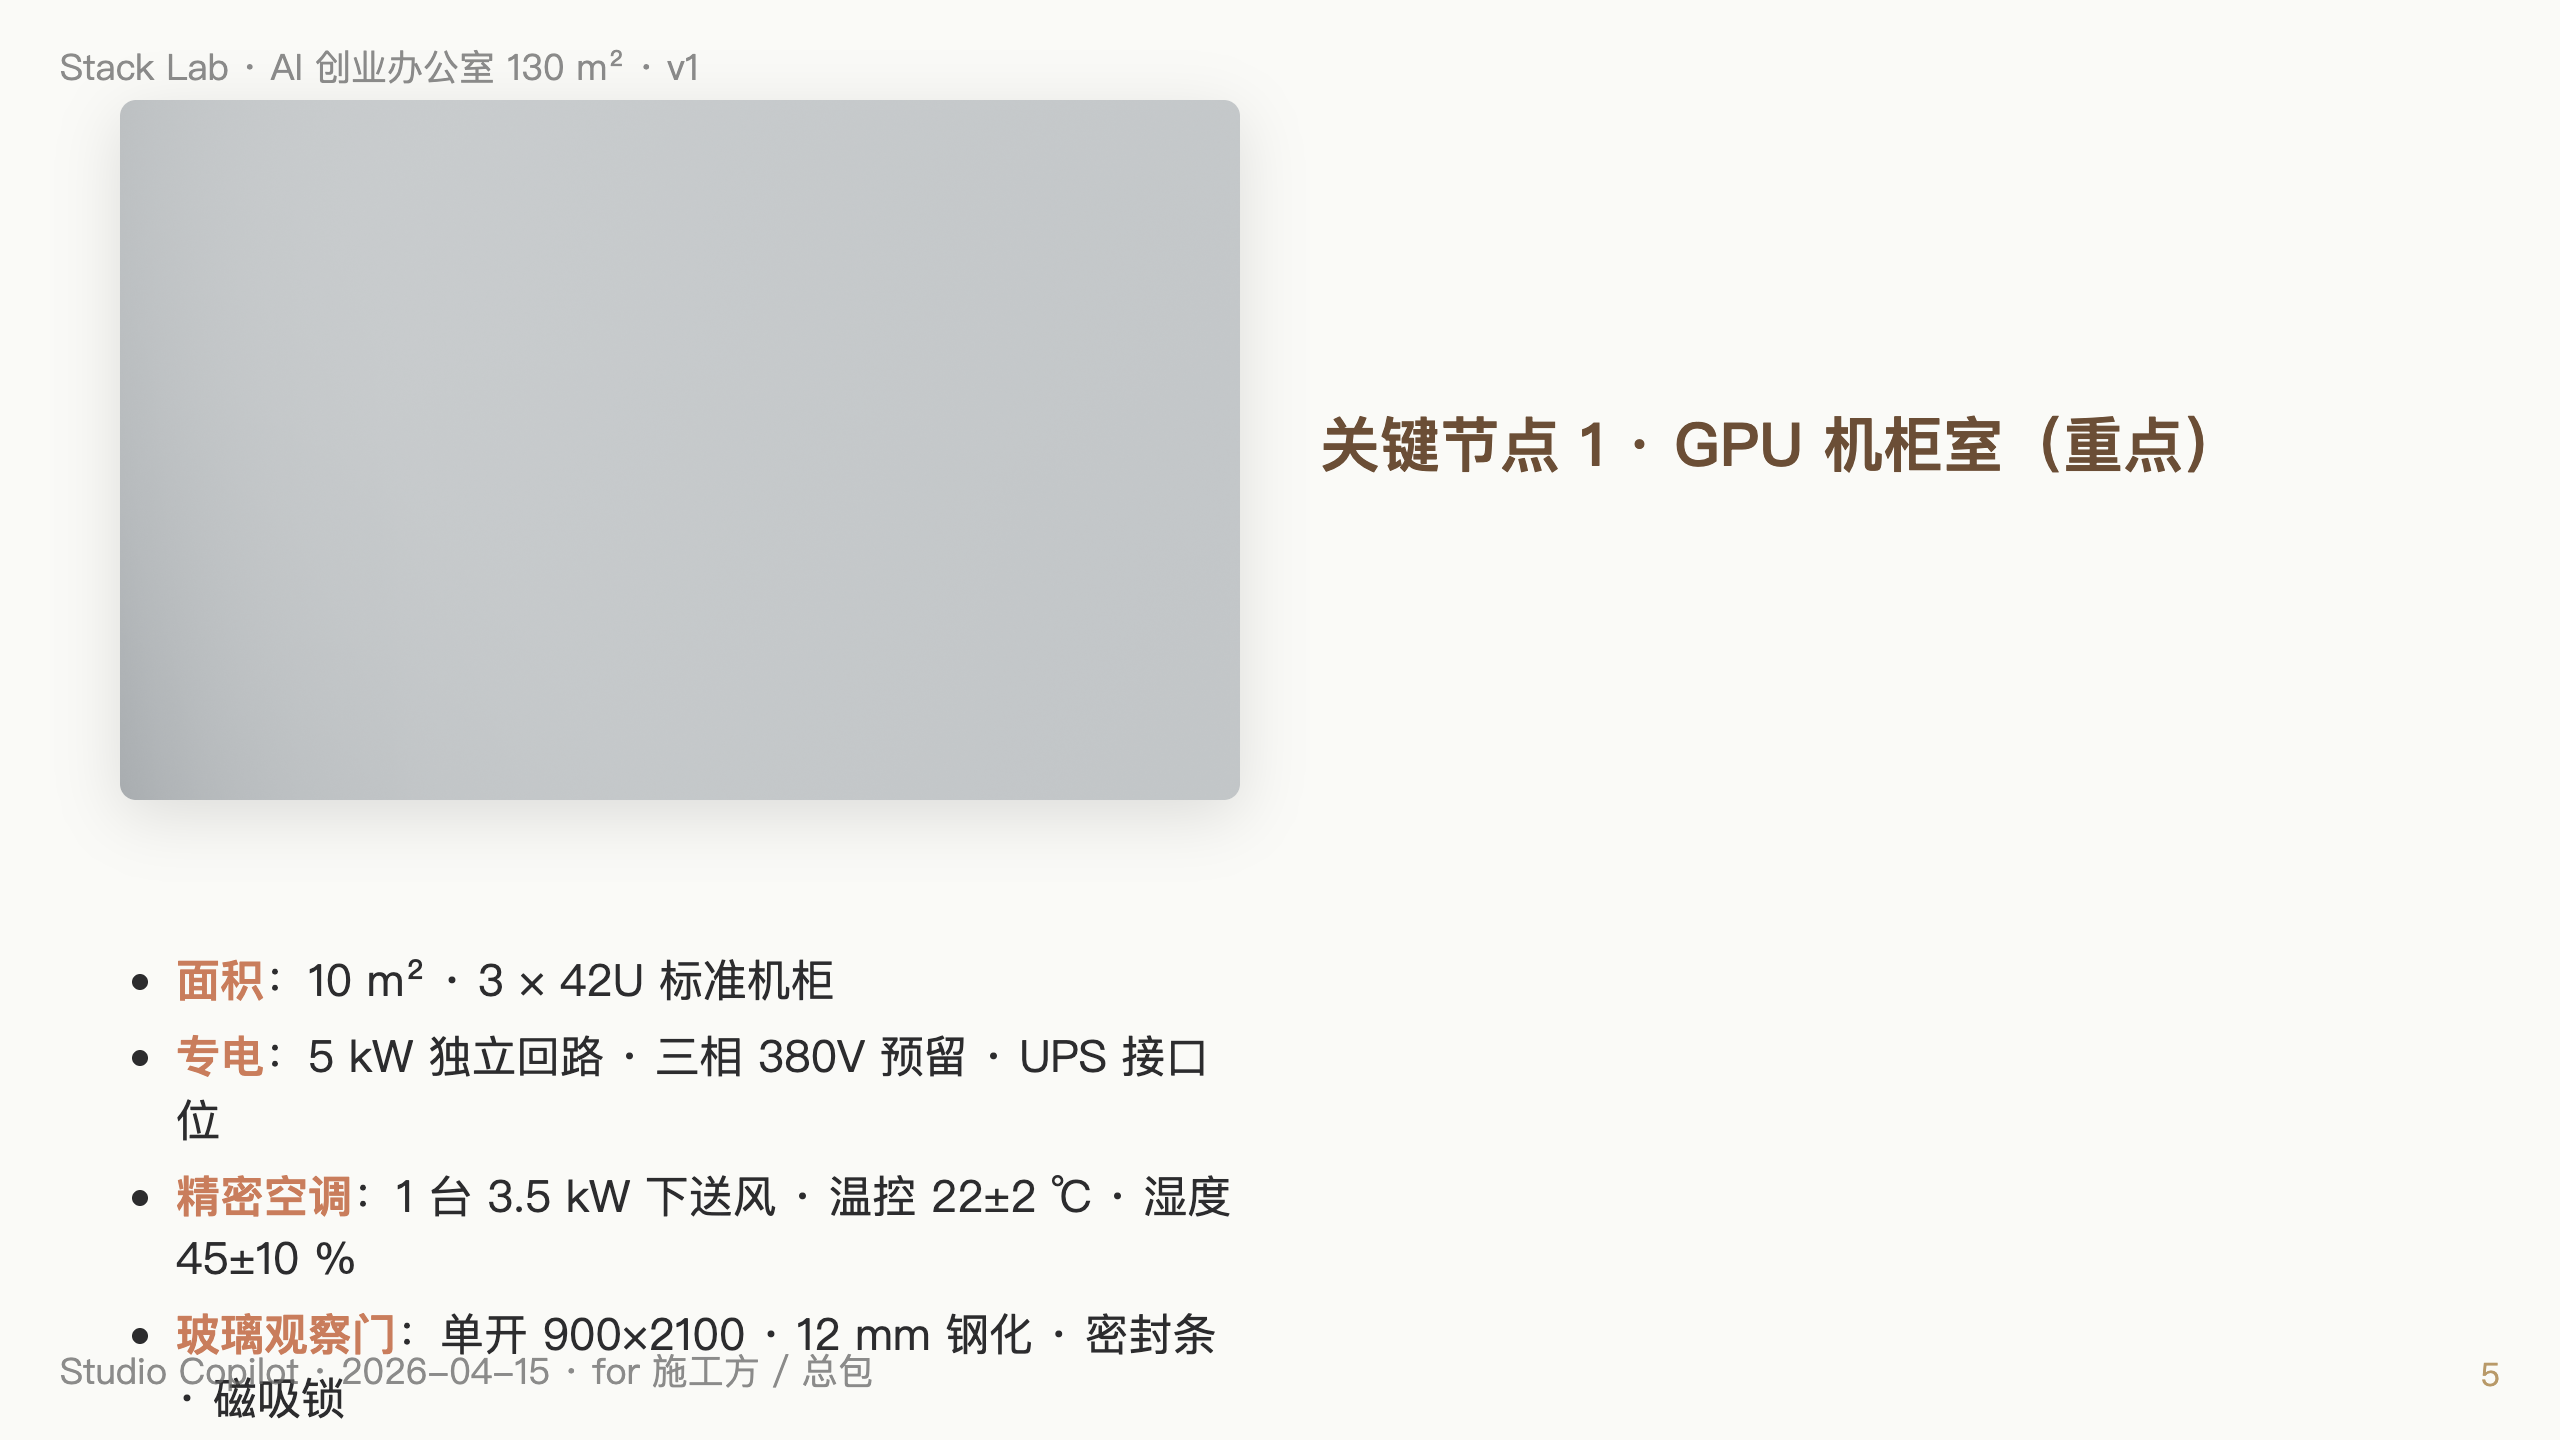 Stack Lab · AI 创业办公室 130 m² · v1
关键节点 1 · GPU 机柜室（重点）
• 面积：10 m² · 3 × 42U 标准机柜
• 专电：5 kW 独立回路 · 三相 380V 预留 · UPS 接口
位
• 精密空调：1 台 3.5 kW 下送风 · 温控 22±2 ℃ · 湿度
45±10 %
• 玻璃观察门：单开 900×2100 · 12 mm 钢化 · 密封条
· 磁吸锁
Studio Copilot · 2026-04-15 · for 施工方 / 总包
5